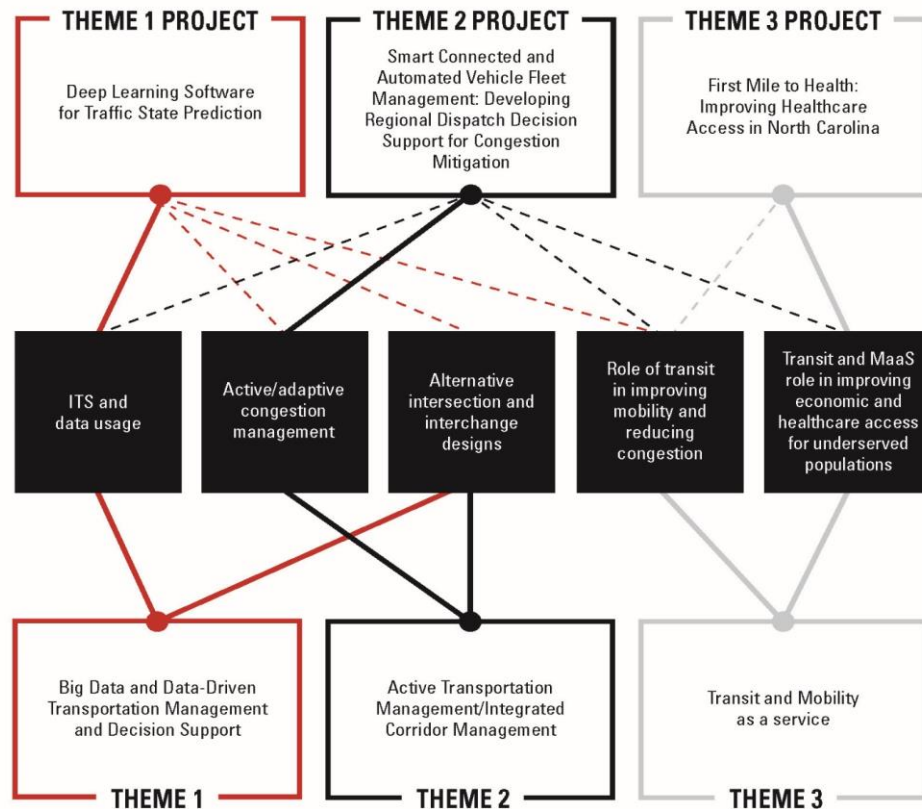 THEME 1 PROJECT
Deep Learning Software
for Traffic State Prediction
THEME 2 PROJECT
Smart Connected and
Automated Vehicle Fleet
Management: Developing
Regional Dispatch Decision
Support for Congestion
Mitigation
THEME 3 PROJECT
First Mile to Health:
Improving Healthcare
Access in North Carolina
ITS and
data usage
Active/adaptive
congestion
management
Alternative
intersection and
interchange
designs
Role of transit
in improving
mobility and
reducing
congestion
Transit and MaaS
role in improving
economic and
healthcare access
for underserved
populations
Big Data and Data-Driven
Transportation Management
and Decision Support
THEME 1
Active Transportation
Management/Integrated
Corridor Management
THEME 2
Transit and Mobility
as a service
THEME 3